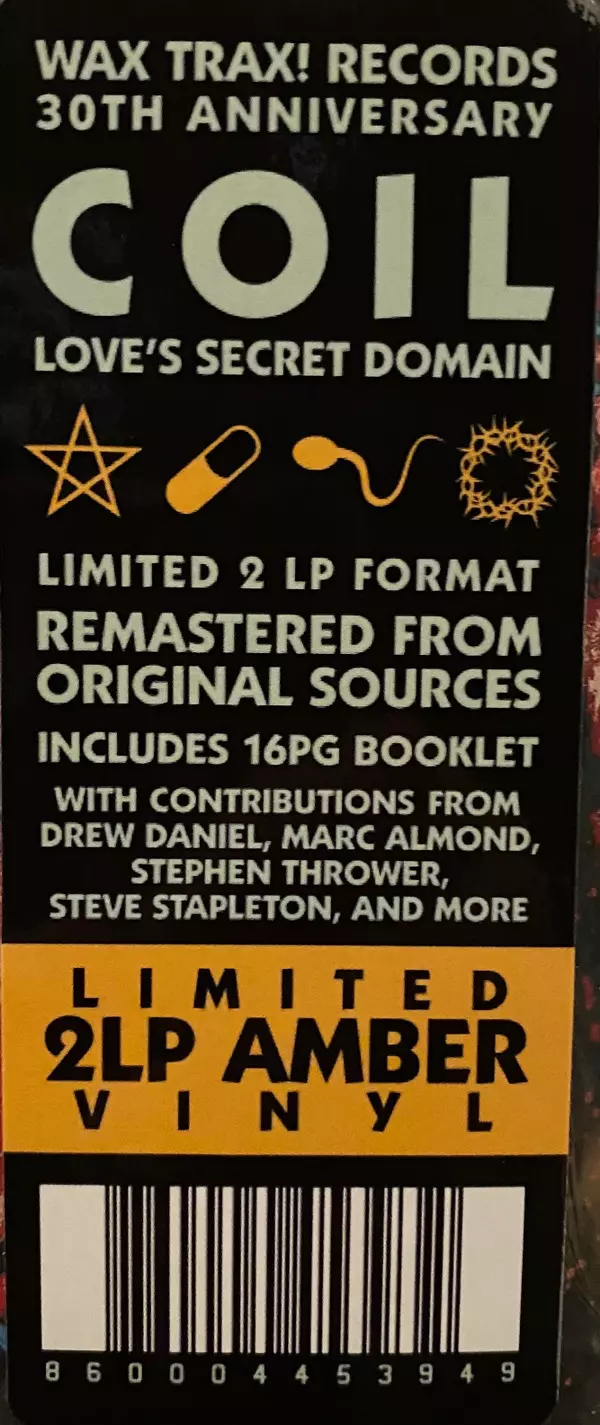 WAX TRAX! RECORDS
30TH ANNIVERSARY
COIL
LOVE'S SECRET DOMAIN
LIMITED 2 LP FORMAT
REMASTERED FROM
ORIGINAL SOURCES
INCLUDES 16PG BOOKLET
WITH CONTRIBUTIONS FROM
DREW DANIEL, MARC ALMOND,
STEPHEN THROWER,
STEVE STAPLETON, AND MORE
LIMITED
2LP AMBER
VINYL
860004453949